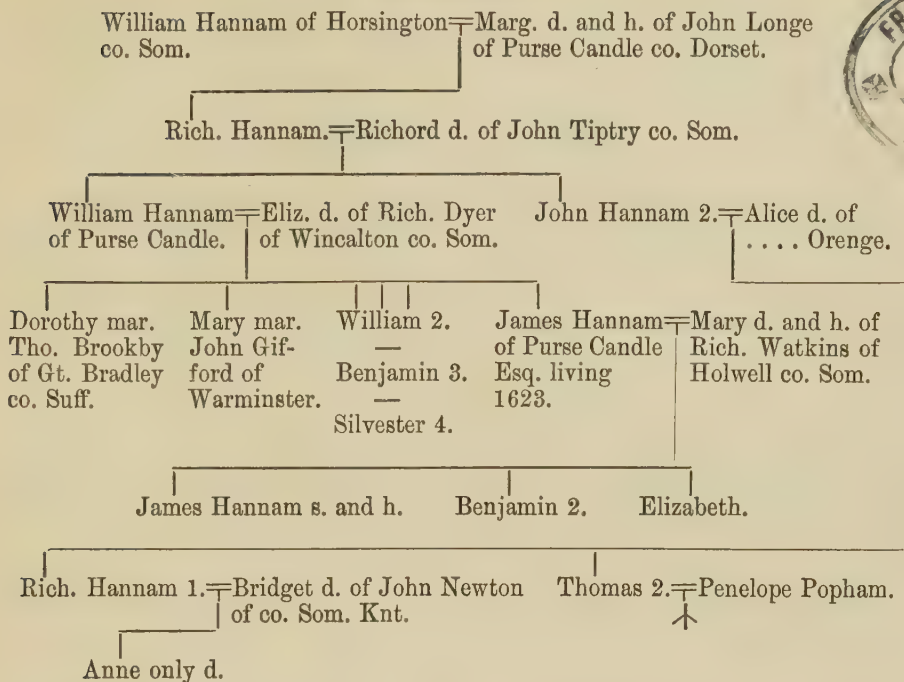 William Hannam of Horsington
co. Som.
Marg. d. and h. of John Longe
of Purse Candle co. Dorset.
FR
Rich. Hannam.
Richord d. of John Tiptry co. Som.
William Hannam
of Purse Candle.
Eliz. d. of Rich. Dyer
of Wincalton co. Som.
John Hannam 2.
Alice d. of
. . . . Orenge.
Dorothy mar.
Tho. Brookby
of Gt. Bradley
co. Suff.
Mary mar.
John Gif-
ford of
Warminster.
William 2.
—
Benjamin 3.
—
Silvester 4.
James Hannam
of Purse Candle
Esq. living
1623.
Mary d. and h. of
Rich. Watkins of
Holwell co. Som.
James Hannam s. and h.
Benjamin 2.
Elizabeth.
Rich. Hannam 1.
Bridget d. of John Newton
of co. Som. Knt.
Thomas 2.
Penelope Popham.
Anne only d.